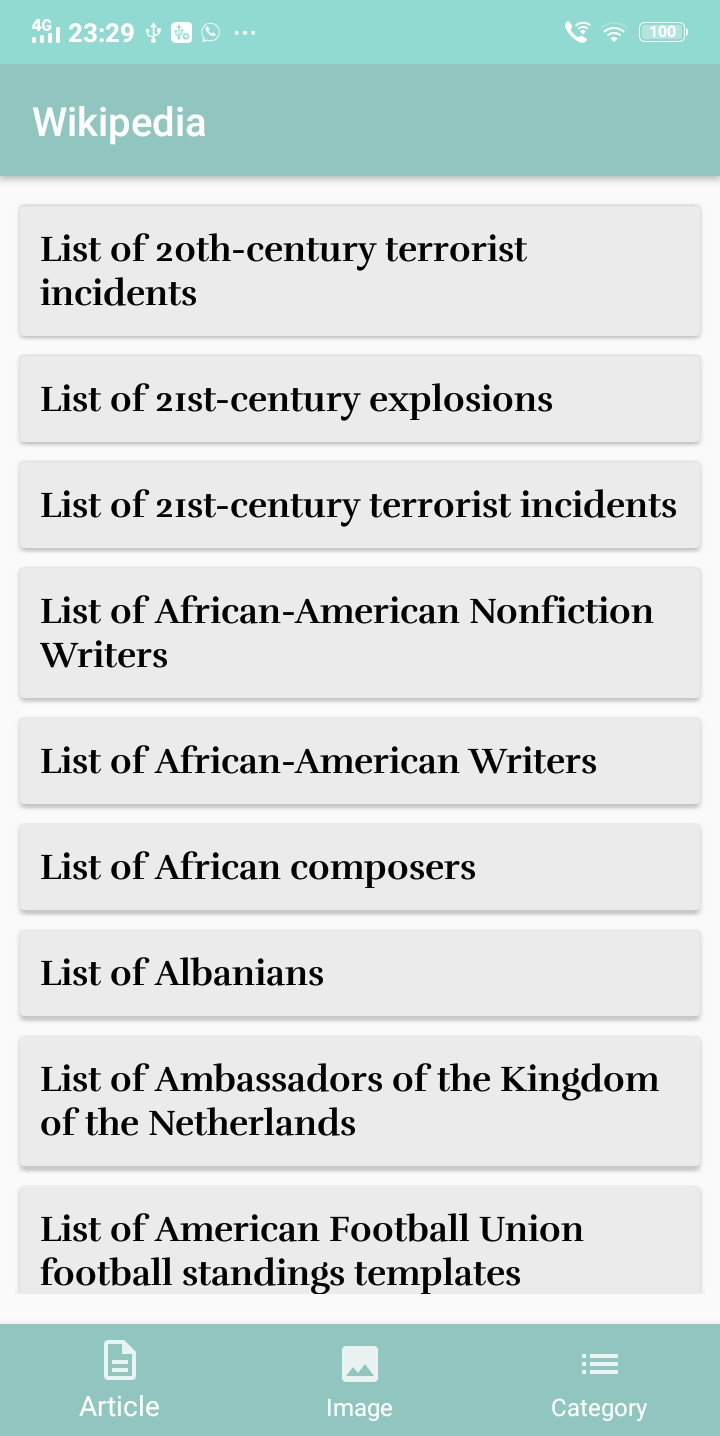 4G 23:29 100
Wikipedia
List of 20th-century terrorist
incidents
List of 21st-century explosions
List of 21st-century terrorist incidents
List of African-American Nonfiction
Writers
List of African-American Writers
List of African composers
List of Albanians
List of Ambassadors of the Kingdom
of the Netherlands
List of American Football Union
football standings templates
Article Image Category